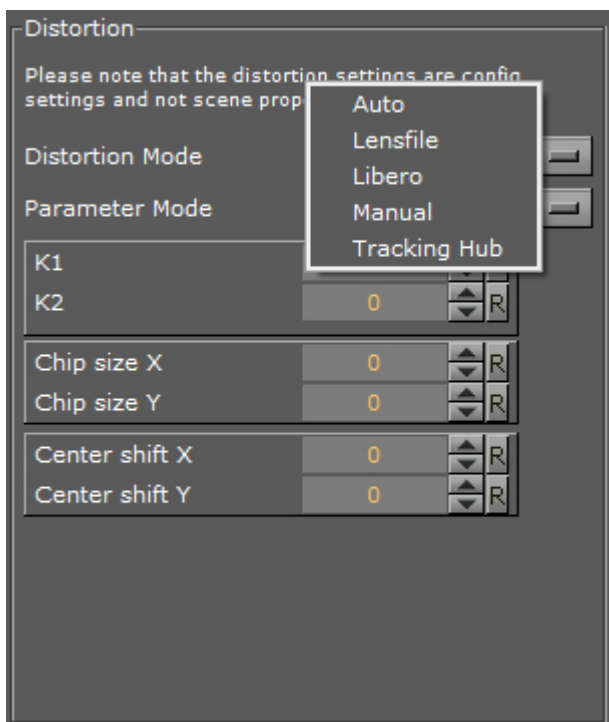 Distortion
Please note that the distortion settings are config
settings and not scene prop
Auto
Lensfile
Libero
Manual
Tracking Hub
Distortion Mode
Parameter Mode
K1
K2 0 R
Chip size X 0 R
Chip size Y 0 R
Center shift X 0 R
Center shift Y 0 R